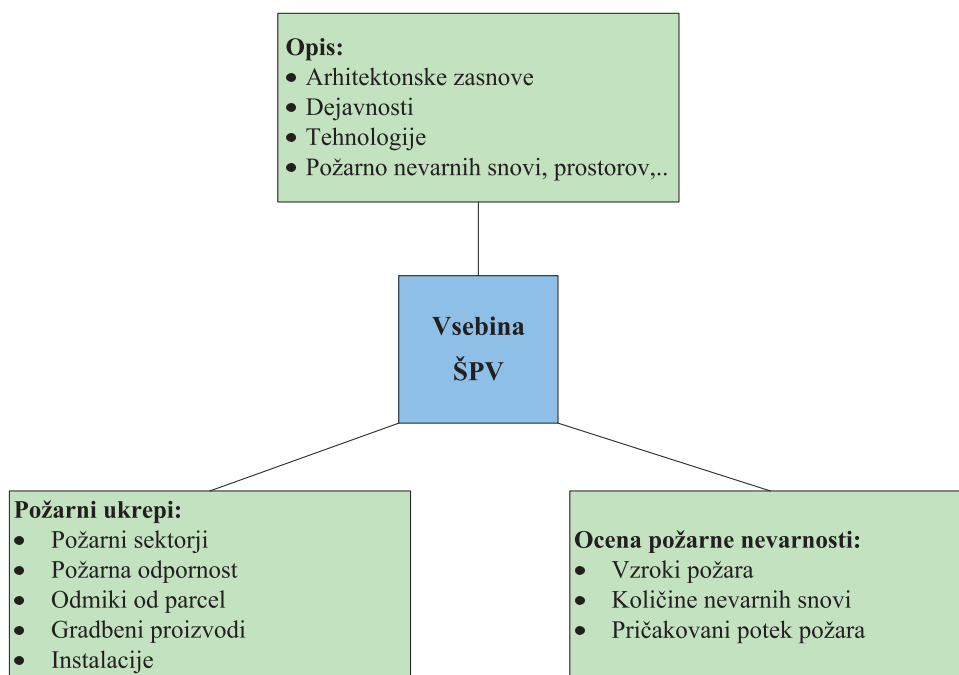 Opis:
• Arhitektonske zasnove
• Dejavnosti
• Tehnologije
• Požarno nevarnih snovi, prostorov,..
Vsebina
ŠPV
Požarni ukrepi:
• Požarni sektorji
• Požarna odpornost
• Odmiki od parcel
• Gradbeni proizvodi
• Instalacije
Ocena požarne nevarnosti:
• Vzroki požara
• Količine nevarnih snovi
• Pričakovani potek požara